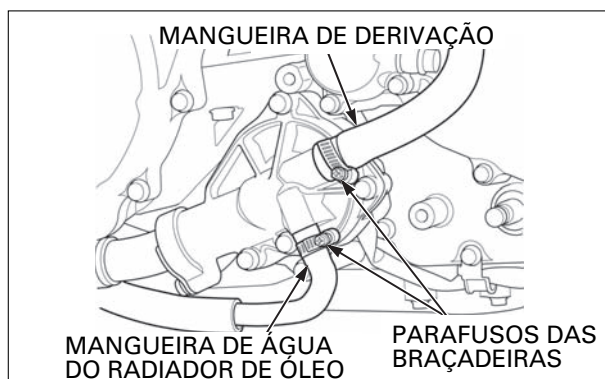 MANGUEIRA DE DERIVAÇÃO
MANGUEIRA DE ÁGUA
DO RADIADOR DE ÓLEO
PARAFUSOS DAS
BRAÇADEIRAS